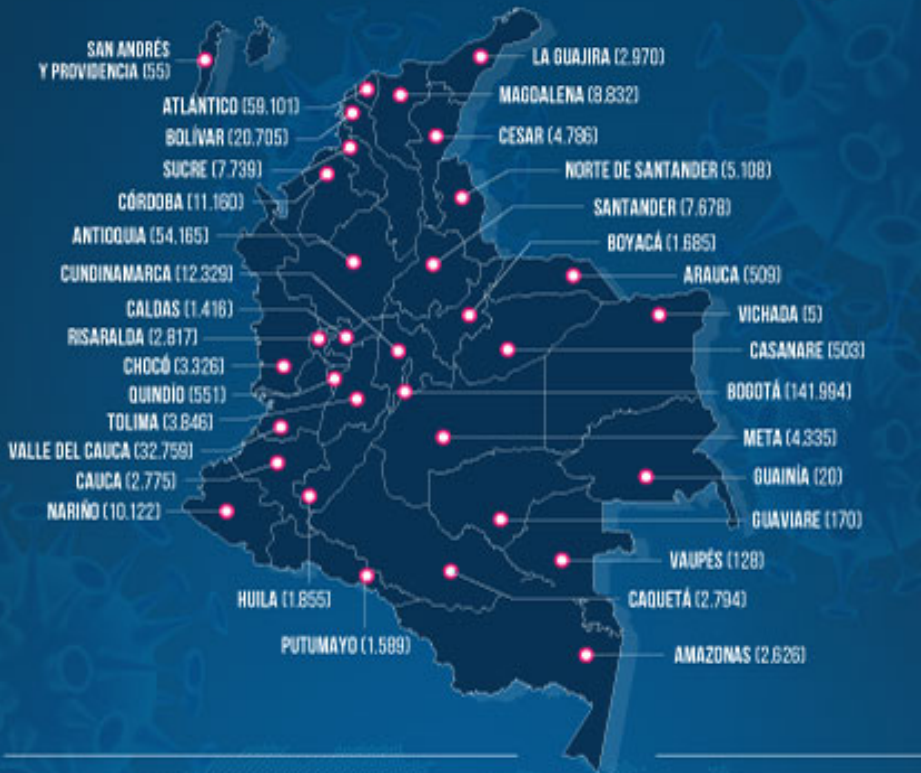 SAN ANDRÉS
Y PROVIDENCIA (55)
ATLÁNTICO (59.101)
BOLÍVAR (20.705)
SUCRE (7.739)
CÓRDOBA (11.160)
ANTIOQUIA (54.165)
CUNDINAMARCA (12.329)
CALDAS (1.416)
RISARALDA (2.817)
CHOCÓ (3.326)
QUINDÍO (551)
TOLIMA (3.846)
VALLE DEL CAUCA (32.759)
CAUCA (2.775)
NARIÑO (10.122)
HUILA (1.855)
PUTUMAYO (1.589)
LA GUAJIRA (2.970)
MAGDALENA (8.832)
CESAR (4.786)
NORTE DE SANTANDER (5.108)
SANTANDER (7.678)
BOYACÁ (1.685)
ARAUCA (509)
VICHADA (5)
CASANARE (503)
BOGOTÁ (141.994)
META (4.335)
GUAINÍA (20)
GUAVIARE (170)
VAUPÉS (128)
CAQUETÁ (2.794)
AMAZONAS (2.626)